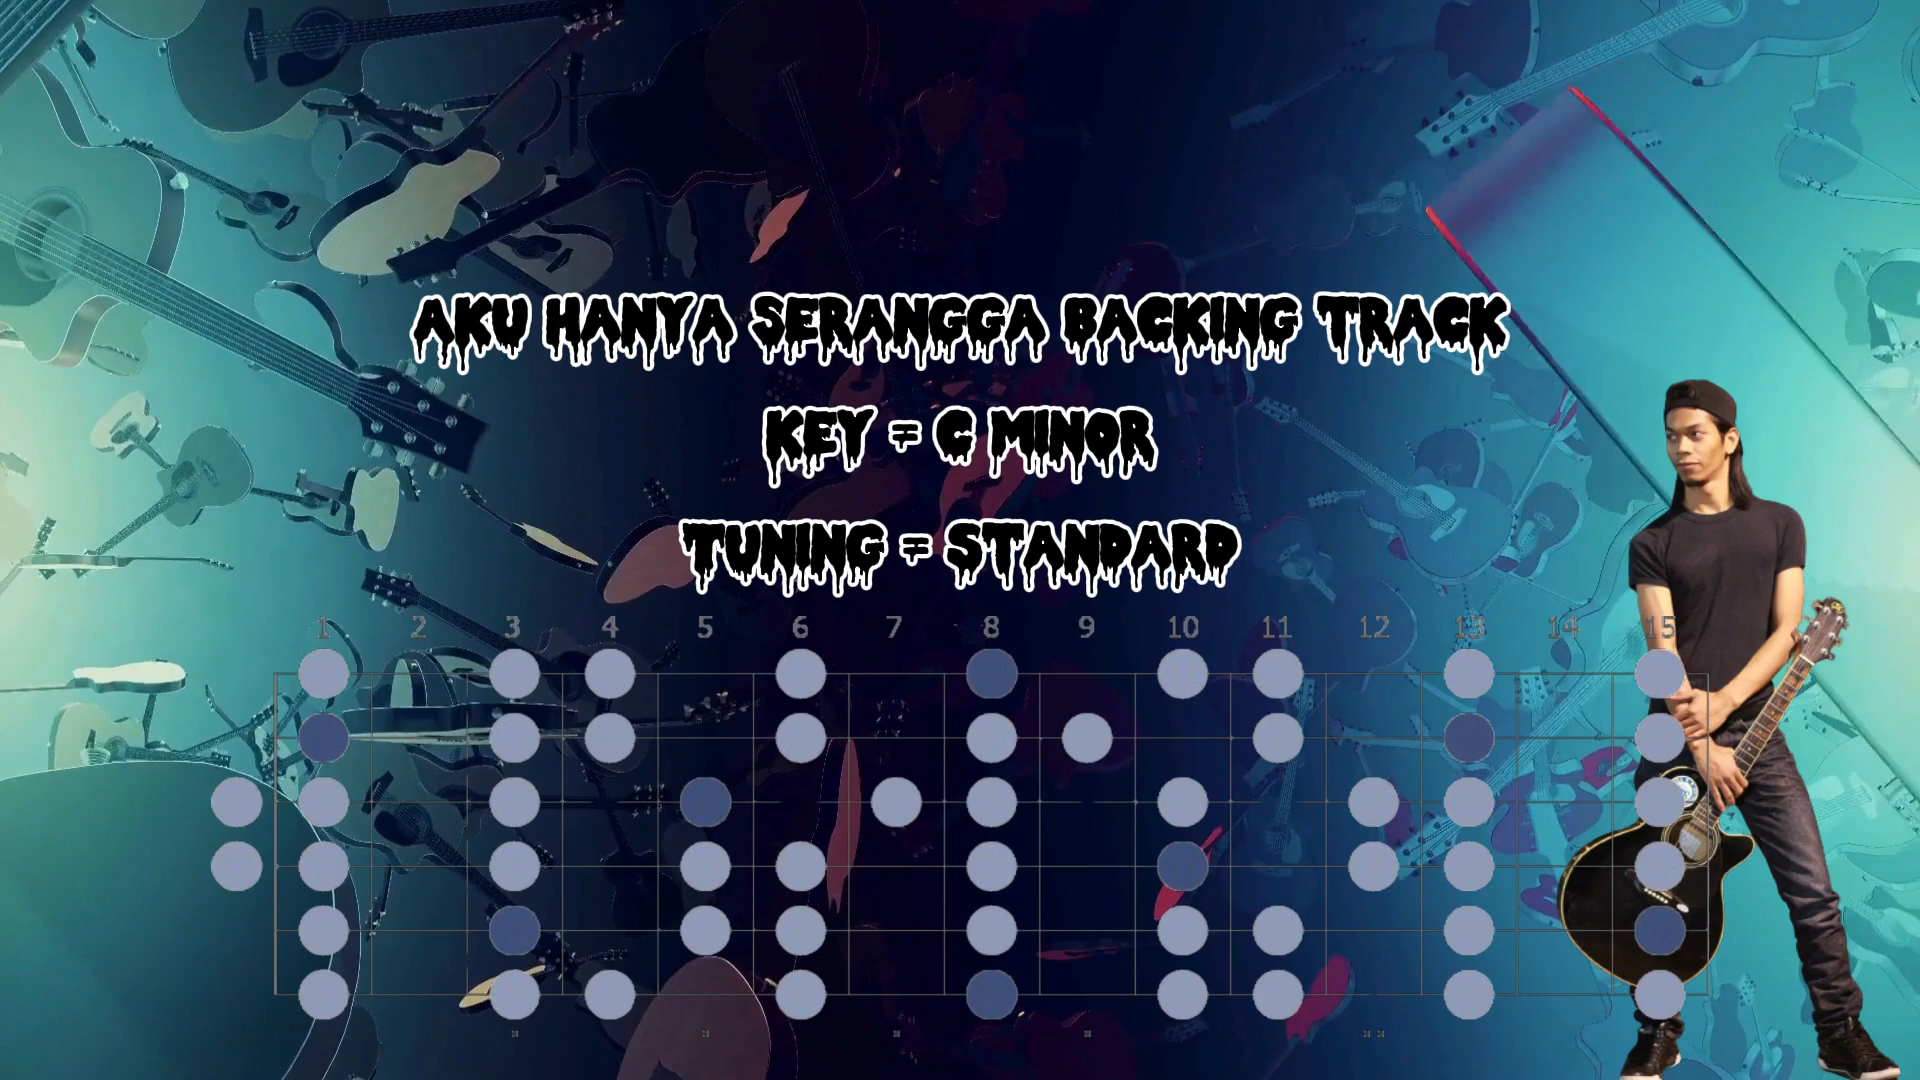 AKU HANYA SERANGGA BACKING TRACK
KEY = C MINOR
TUNING = STANDARD
1 2 3 4 5 6 7 8 9 10 11 12 13 14 15